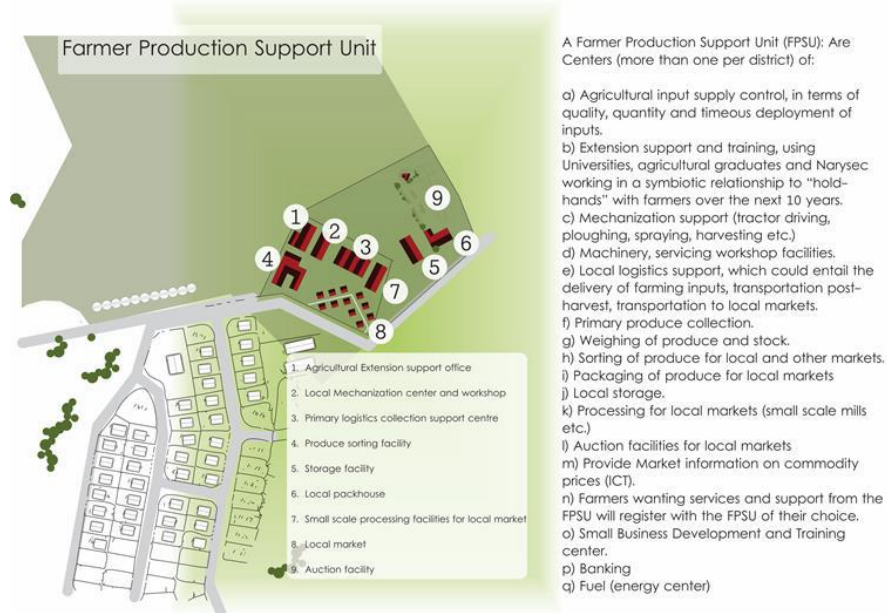 Farmer Production Support Unit
1
2
3
4
5
6
7
8
9
1. Agricultural Extension support office
2. Local Mechanization center and workshop
3. Primary logistics collection support centre
4. Produce sorting facility
5. Storage facility
6. Local packhouse
7. Small scale processing facilities for local market
8. Local market
9. Auction facility
A Farmer Production Support Unit (FPSU): Are
Centers (more than one per district) of:
a) Agricultural input supply control, in terms of
quality, quantity and timeous deployment of
inputs.
b) Extension support and training, using
Universities, agricultural graduates and Narysec
working in a symbiotic relationship to “hold-
hands” with farmers over the next 10 years.
c) Mechanization support (tractor driving,
ploughing, spraying, harvesting etc.)
d) Machinery, servicing workshop facilities.
e) Local logistics support, which could entail the
delivery of farming inputs, transportation post-
harvest, transportation to local markets.
f) Primary produce collection.
g) Weighing of produce and stock.
h) Sorting of produce for local and other markets.
i) Packaging of produce for local markets
j) Local storage.
k) Processing for local markets (small scale mills
etc.)
l) Auction facilities for local markets
m) Provide Market information on commodity
prices (ICT).
n) Farmers wanting services and support from the
FPSU will register with the FPSU of their choice.
o) Small Business Development and Training
center.
p) Banking
q) Fuel (energy center)